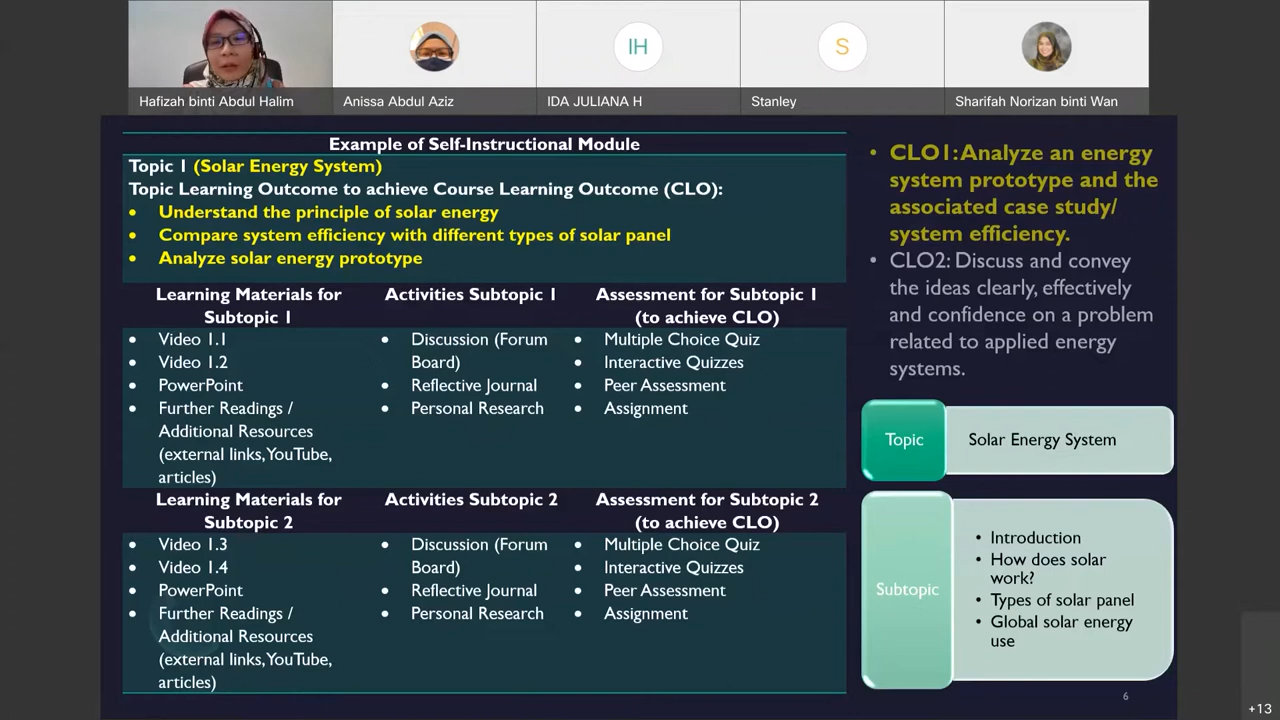 IH
S
Hafizah binti Abdul Halim
Anissa Abdul Aziz
IDA JULIANA H
Stanley
Sharifah Norizan binti Wan
Example of Self-Instructional Module
Topic 1 (Solar Energy System)
Topic Learning Outcome to achieve Course Learning Outcome (CLO):
• Understand the principle of solar energy
• Compare system efficiency with different types of solar panel
• Analyze solar energy prototype
Learning Materials for
Subtopic 1
Activities Subtopic 1
Assessment for Subtopic 1
(to achieve CLO)
• Video 1.1
• Video 1.2
• PowerPoint
• Further Readings /
Additional Resources
(external links,YouTube,
articles)
• Discussion (Forum
Board)
• Reflective Journal
• Personal Research
• Multiple Choice Quiz
• Interactive Quizzes
• Peer Assessment
• Assignment
Learning Materials for
Subtopic 2
Activities Subtopic 2
Assessment for Subtopic 2
(to achieve CLO)
• Video 1.3
• Video 1.4
• PowerPoint
• Further Readings /
Additional Resources
(external links,YouTube,
articles)
• Discussion (Forum
Board)
• Reflective Journal
• Personal Research
• Multiple Choice Quiz
• Interactive Quizzes
• Peer Assessment
• Assignment
• CLO1: Analyze an energy
system prototype and the
associated case study/
system efficiency.
• CLO2: Discuss and convey
the ideas clearly, effectively
and confidence on a problem
related to applied energy
systems.
Topic
Solar Energy System
Subtopic
• Introduction
• How does solar
work?
• Types of solar panel
• Global solar energy
use
6
+13